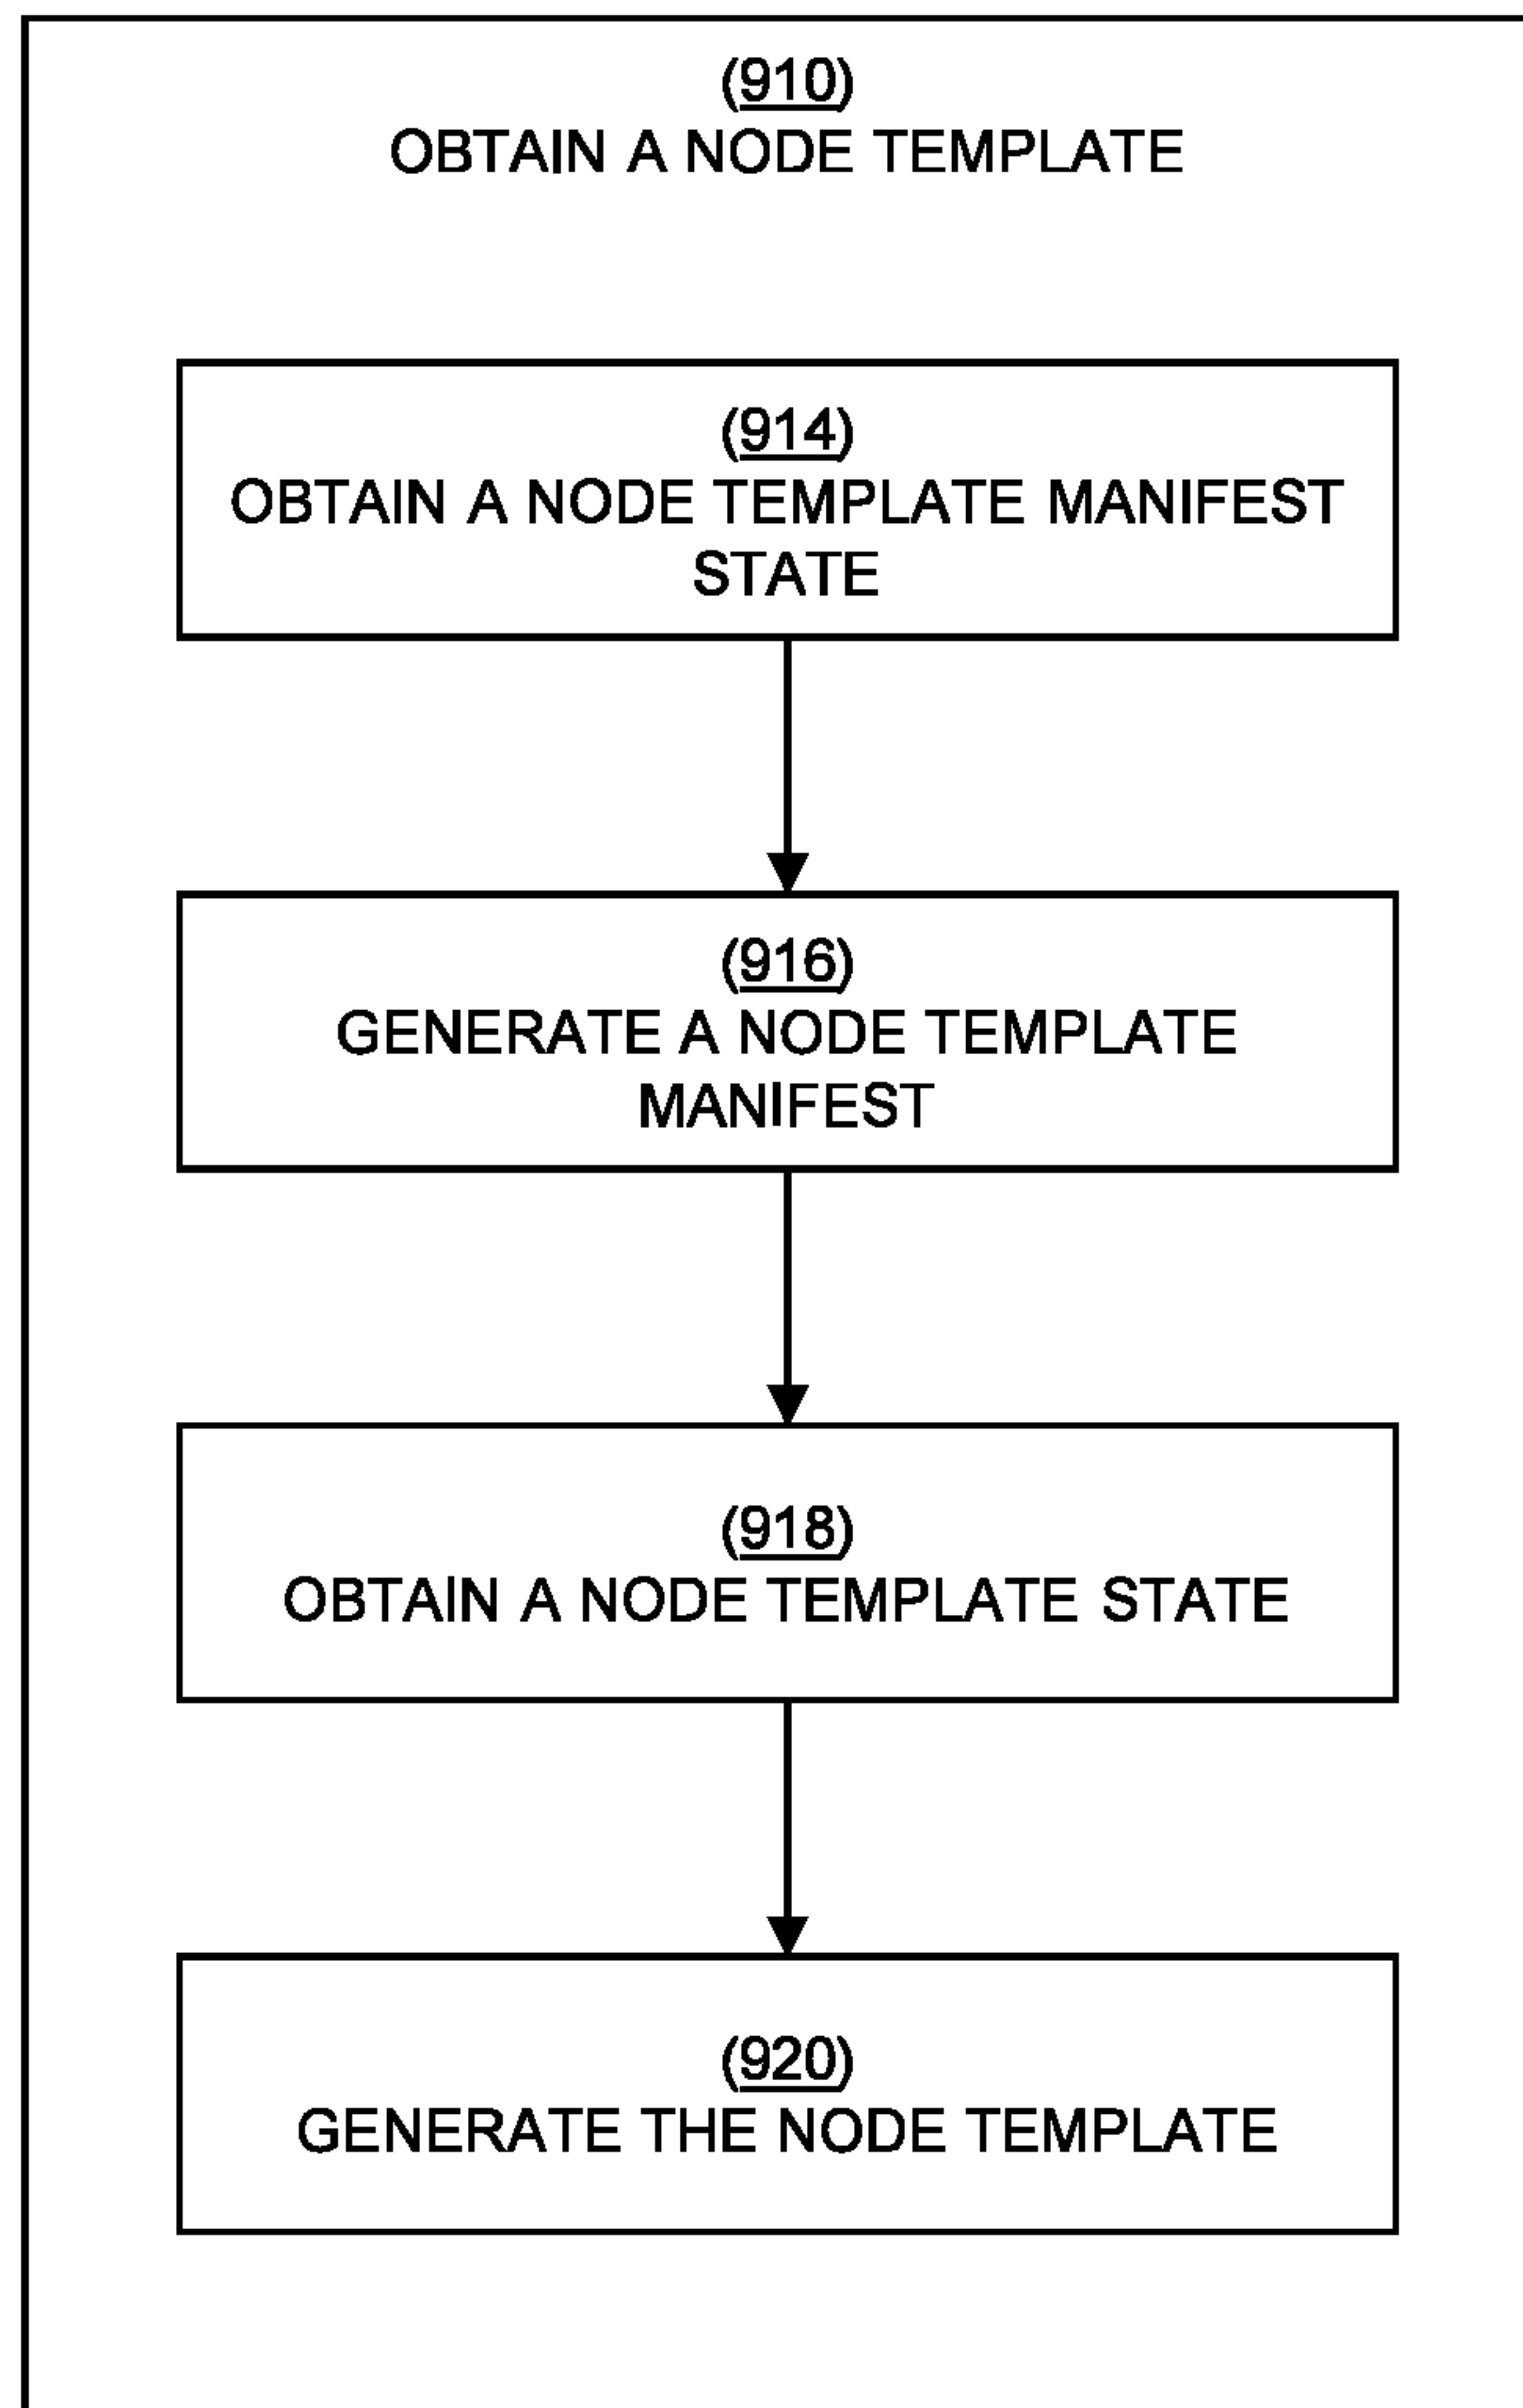 (910)
OBTAIN A NODE TEMPLATE
(914)
OBTAIN A NODE TEMPLATE MANIFEST
STATE
(916)
GENERATE A NODE TEMPLATE
MANIFEST
(918)
OBTAIN A NODE TEMPLATE STATE
(920)
GENERATE THE NODE TEMPLATE